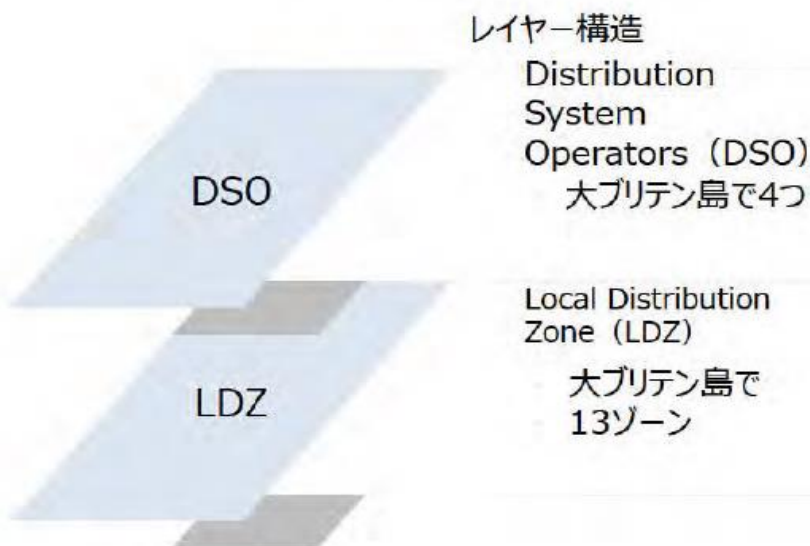 レイヤー構造
Distribution
System
Operators（DSO）
大ブリテン島で4つ
DSO
Local Distribution
Zone（LDZ）
大ブリテン島で
13ゾーン
LDZ